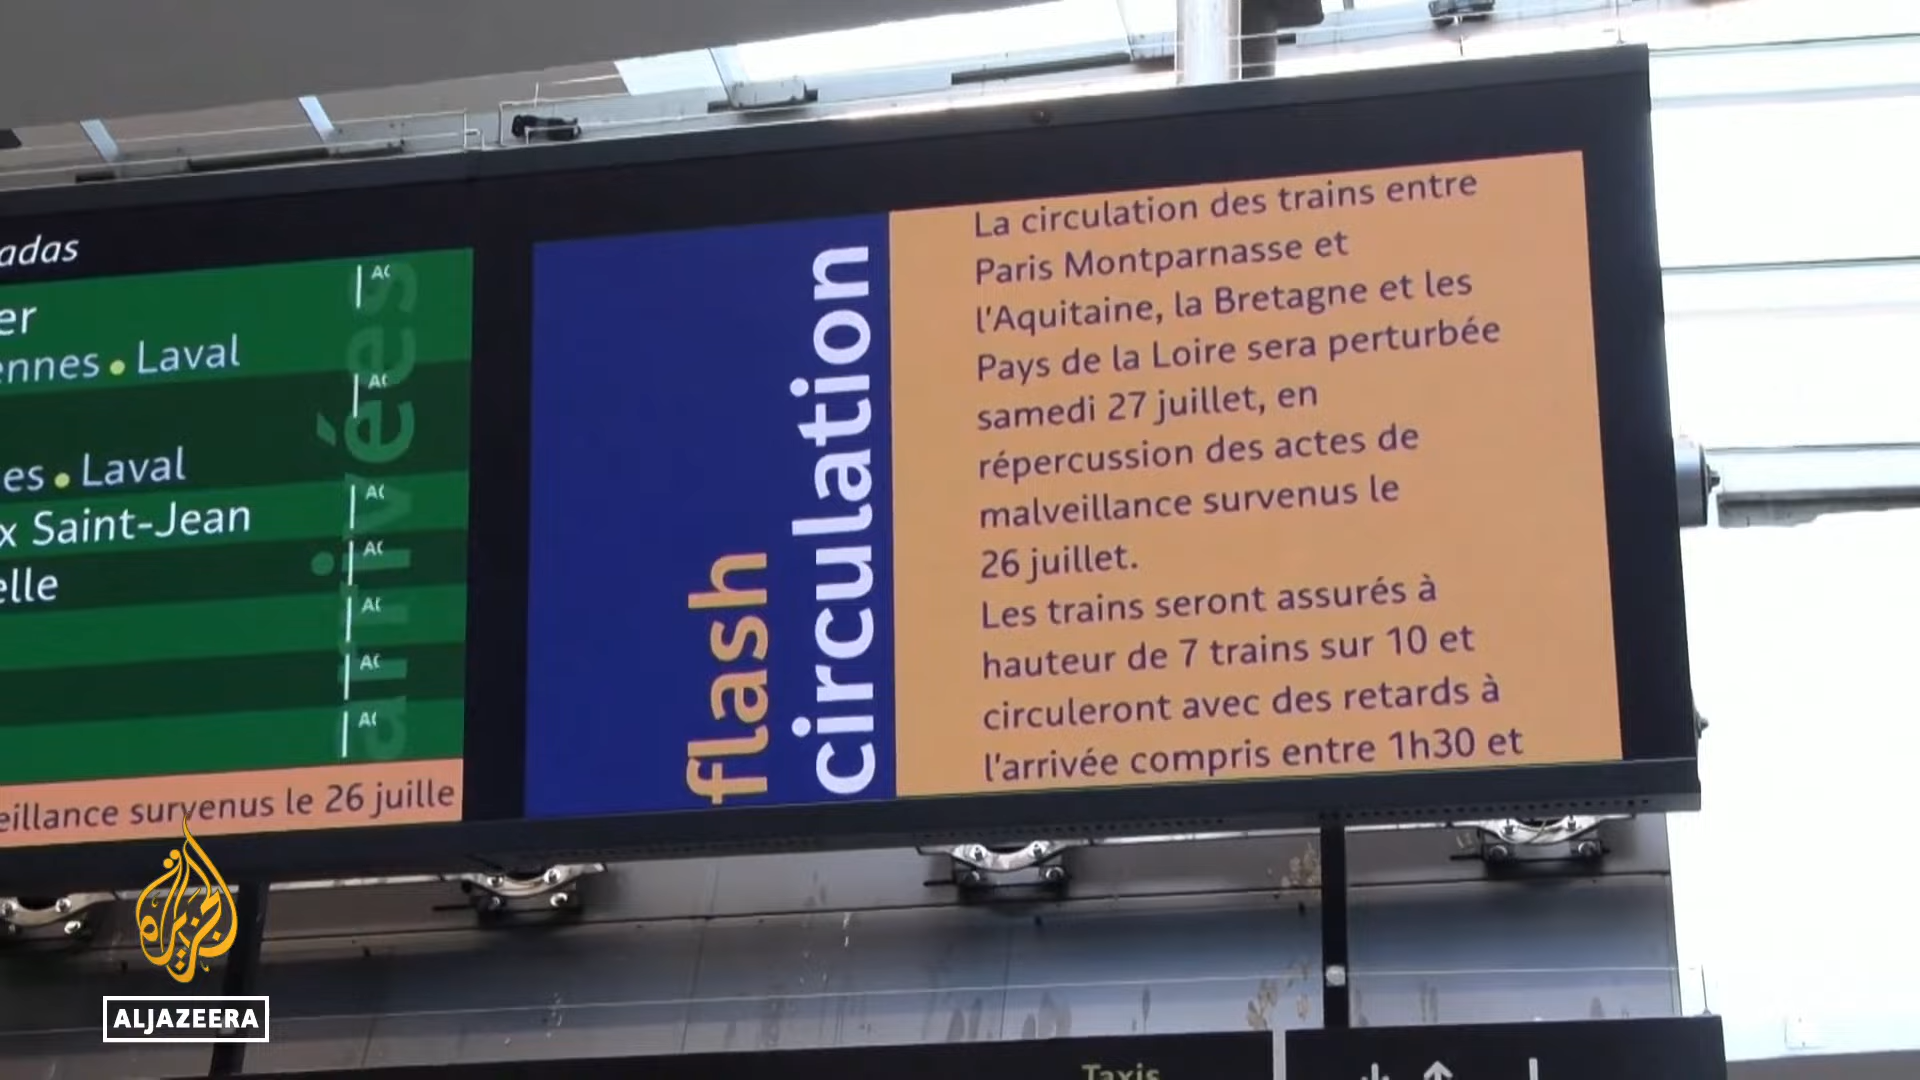 adas
er
ennes • Laval
es • Laval
x Saint-Jean
elle
arrivées
eillance survenus le 26 juille
flash
circulation
La circulation des trains entre
Paris Montparnasse et
l'Aquitaine, la Bretagne et les
Pays de la Loire sera perturbée
samedi 27 juillet, en
répercussion des actes de
malveillance survenus le
26 juillet.
Les trains seront assurés à
hauteur de 7 trains sur 10 et
circuleront avec des retards à
l'arrivée compris entre 1h30 et
الجزيرة
ALJAZEERA
Taxis